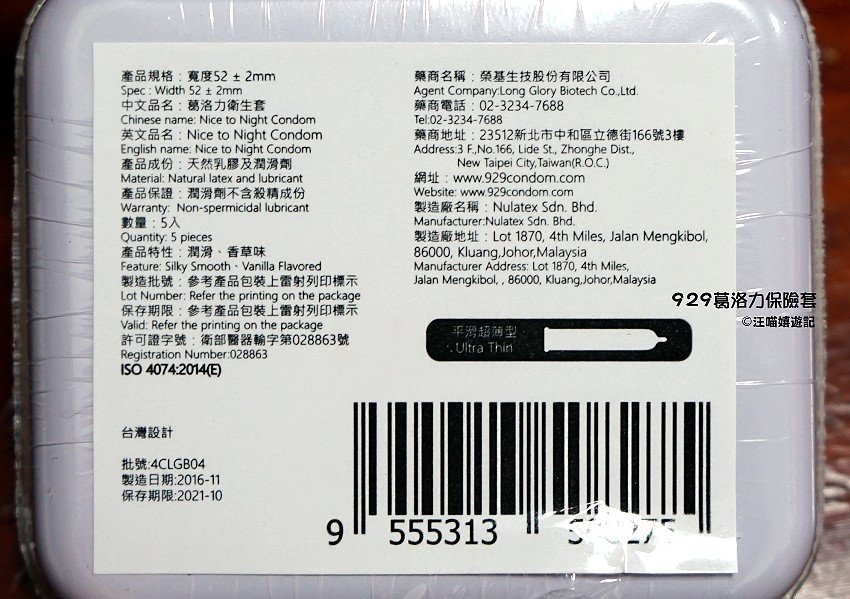 產品規格：寬度52 ± 2mm
Spec : Width 52 ± 2mm
中文品名：葛洛力衛生套
Chinese name: Nice to Night Condom
英文品名：Nice to Night Condom
English name: Nice to Night Condom
產品成份：天然乳膠及潤滑劑
Material: Natural latex and lubricant
產品保證：潤滑劑不含殺精成份
Warranty: Non-spermicidal lubricant
數量：5入
Quantity: 5 pieces
產品特性：潤滑、香草味
Feature: Silky Smooth、Vanilla Flavored
製造批號：參考產品包裝上雷射列印標示
Lot Number: Refer the printing on the package
保存期限：參考產品包裝上雷射列印標示
Valid: Refer the printing on the package
許可證字號：衛部醫器輸字第028863號
Registration Number:028863
ISO 4074:2014(E)
台灣設計
批號:4CLGB04
製造日期:2016-11
保存期限:2021-10
藥商名稱：榮基生技股份有限公司
Agent Company:Long Glory Biotech Co.,Ltd.
藥商電話：02-3234-7688
Tel:02-3234-7688
藥商地址：23512新北市中和區立德街166號3樓
Address:3 F.,No.166, Lide St., Zhonghe Dist.,
New Taipei City,Taiwan(R.O.C.)
網址：www.929condom.com
Website: www.929condom.com
製造廠名稱：Nulatex Sdn. Bhd.
Manufacturer:Nulatex Sdn. Bhd.
製造廠地址：Lot 1870, 4th Miles, Jalan Mengkibol,
86000, Kluang,Johor,Malaysia
Manufacturer Address: Lot 1870, 4th Miles,
Jalan Mengkibol, , 86000, Kluang,Johor,Malaysia
929葛洛力保險套
©汪喵嬉遊記
平滑超薄型
Ultra Thin
9 555313